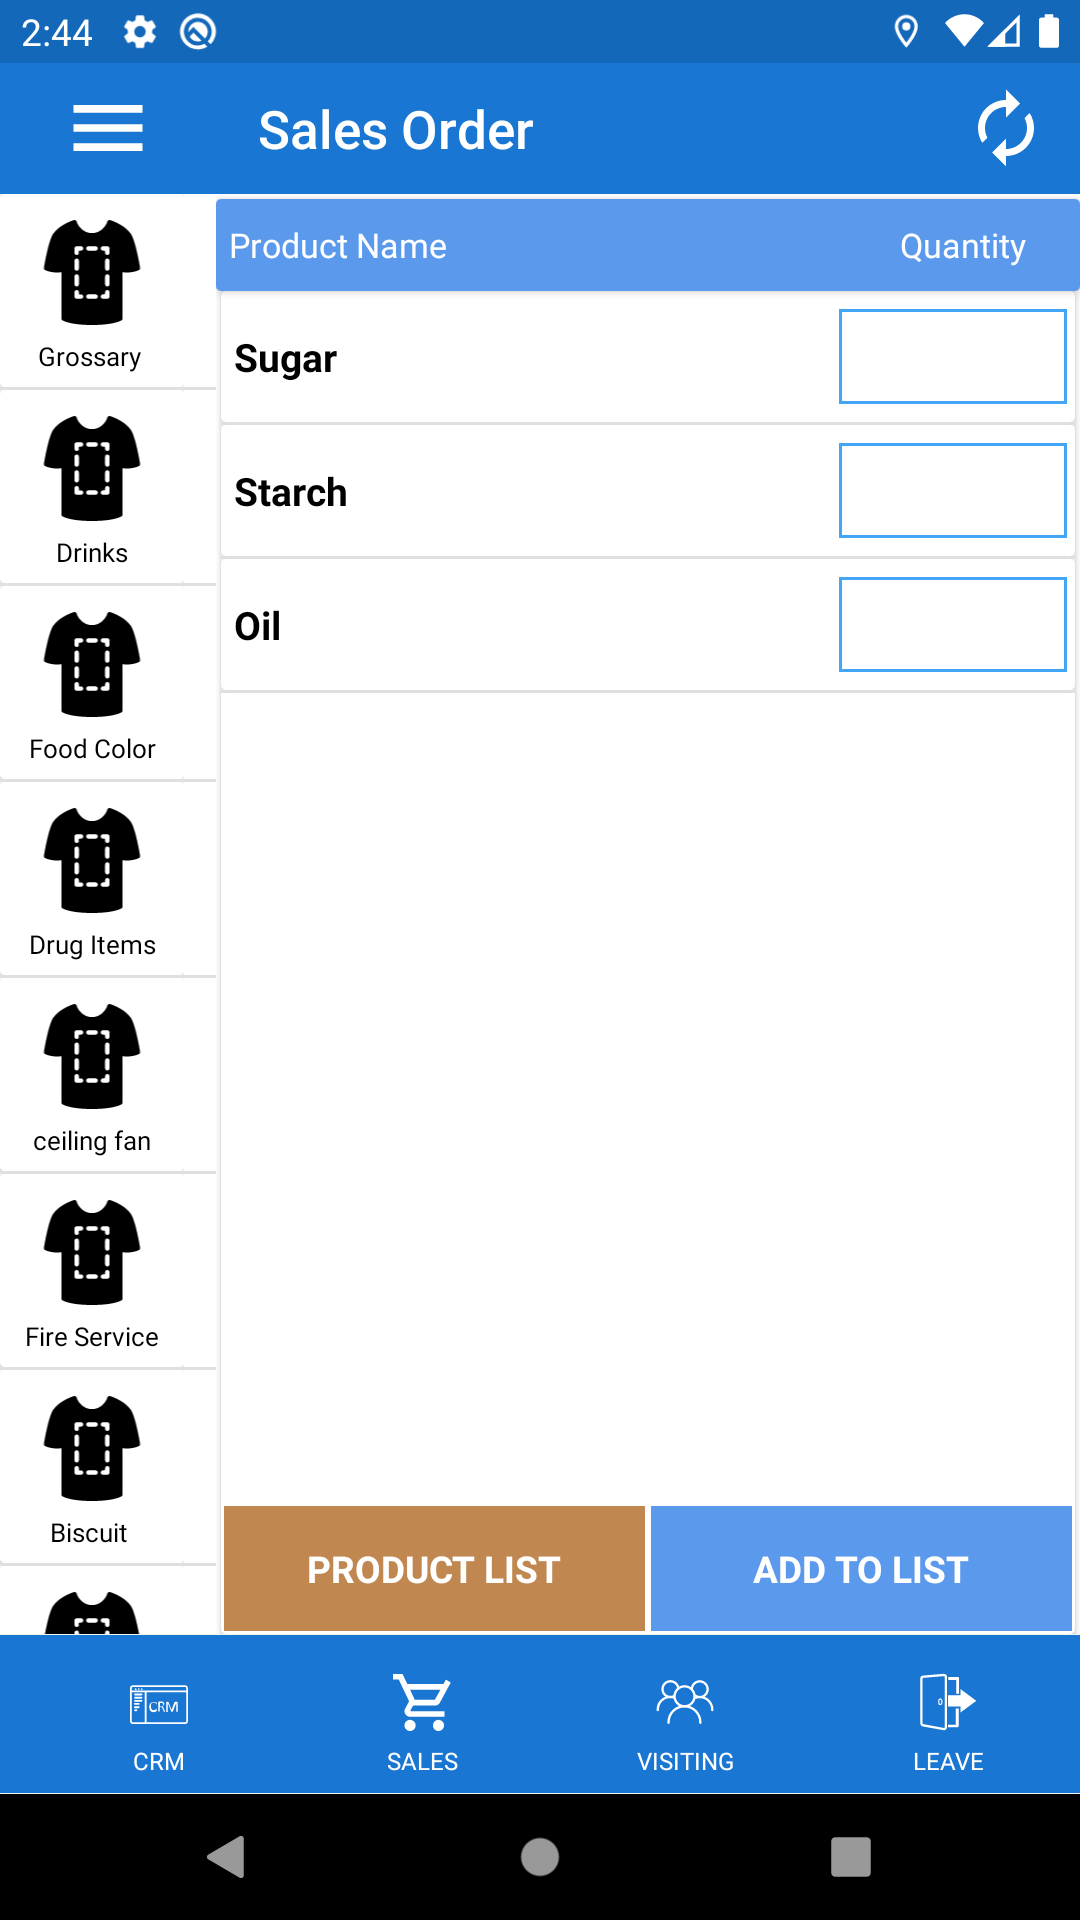 2:44
Sales Order
Product Name
Quantity
Grossary
Drinks
Food Color
Drug Items
ceiling fan
Fire Service
Biscuit
Sugar
Starch
Oil
PRODUCT LIST
ADD TO LIST
CRM
CRM
SALES
VISITING
LEAVE